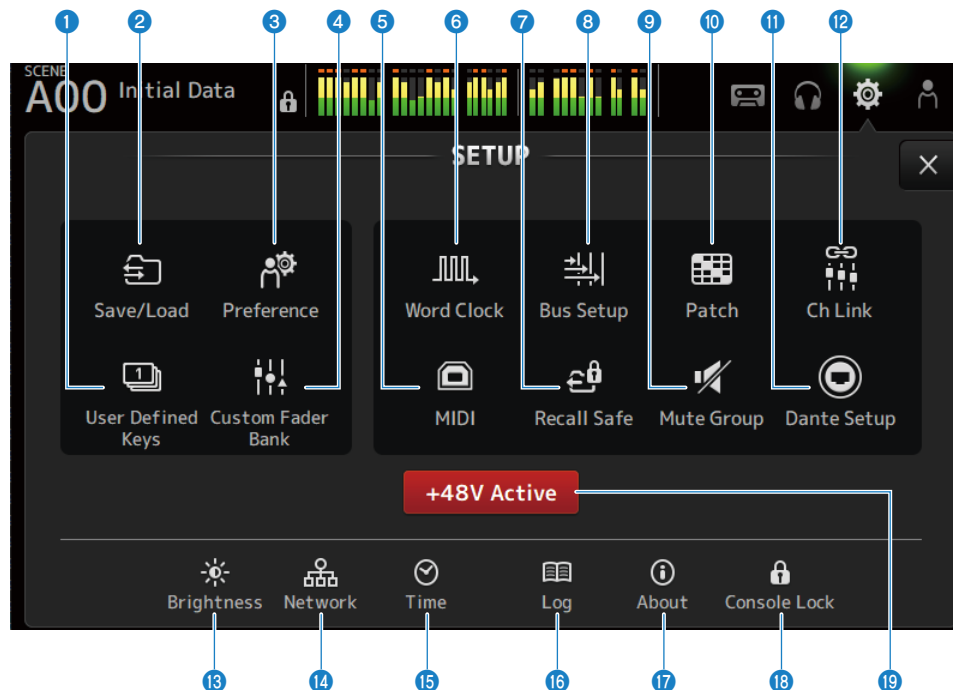 1 2 3 4 5 6 7 8 9 10 11 12
SCENE
A00 Initial Data
SETUP
Save/Load Preference Word Clock Bus Setup Patch Ch Link
1
User Defined Keys Custom Fader Bank MIDI Recall Safe Mute Group Dante Setup
+48V Active
Brightness Network Time Log About Console Lock
13 14 15 16 17 18 19